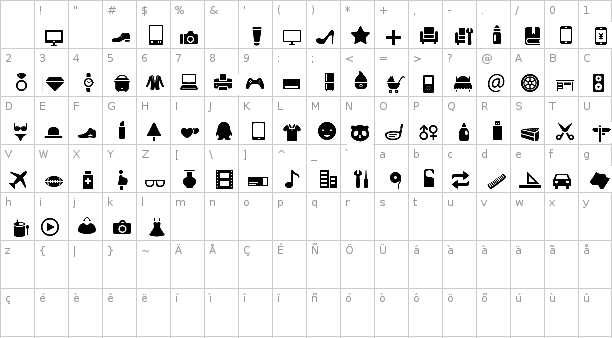 ! " # $ % & ' ( ) * + , - . / 0 1
2 3 4 5 6 7 8 9 : ; < = > ? @ A B C
D E F G H I J K L M N O P Q R S T U
V W X Y Z [ \ ] ^ _ ` a b c d e f g
h i j k l m n o p q r s t u v w x y
z { | } ~ Ä Å Ç É Ñ Ö Ü á à â ä ã å
ç é è ê ë í ì î ï ñ ó ò ô ö õ ú ù û